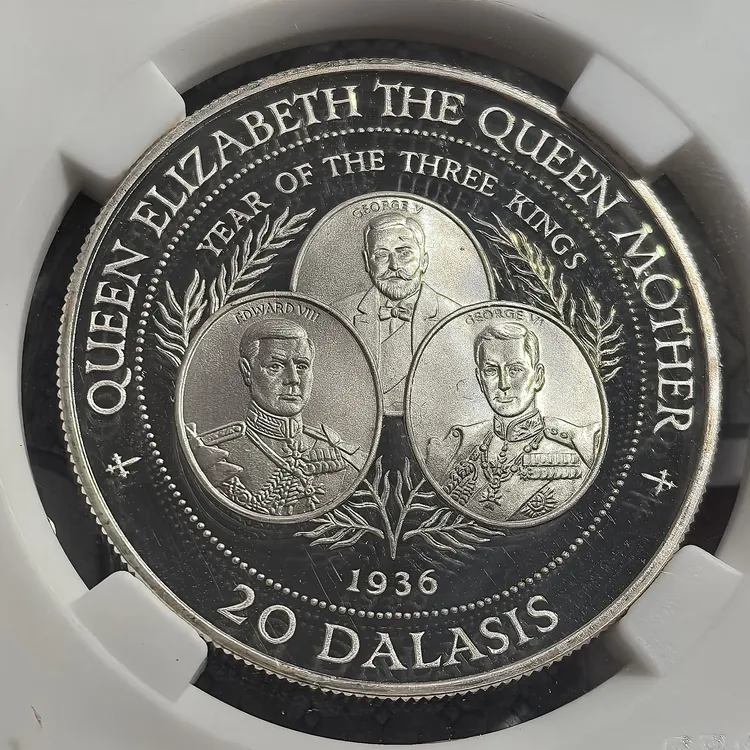 QUEEN ELIZABETH THE QUEEN MOTHER
YEAR OF THE THREE KINGS
GEORGE V
EDWARD VIII
GEORGE VI
1936
20 DALASIS